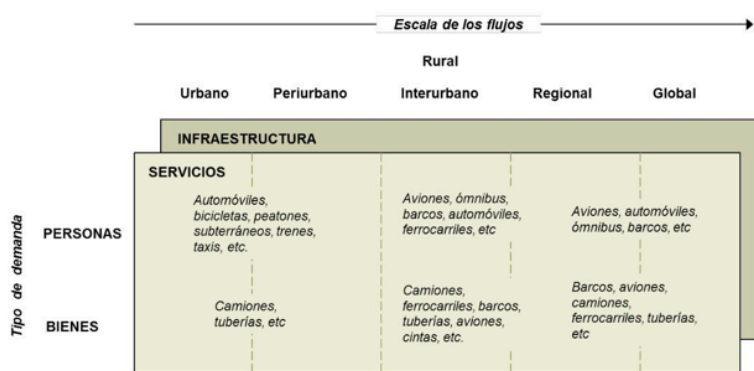 Escala de los flujos
Rural
Urbano Periurbano Interurbano Regional Global
INFRAESTRUCTURA
SERVICIOS
Tipo de demanda
PERSONAS
Automóviles,
bicicletas, peatones,
subterráneos, trenes,
taxis, etc.
Aviones, ómnibus,
barcos, automóviles,
ferrocarriles, etc
Aviones, automóviles,
ómnibus, barcos, etc
BIENES
Camiones,
tuberías, etc
Camiones,
ferrocarriles, barcos,
tuberías, aviones,
cintas, etc.
Barcos, aviones,
camiones,
ferrocarriles, tuberías,
etc